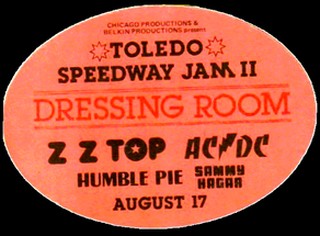 CHICAGO PRODUCTIONS &
BELKIN PRODUCTIONS present
TOLEDO
SPEEDWAY JAM II
DRESSING ROOM
Z Z TOP AC/DC
HUMBLE PIE SAMMY HAGAR
AUGUST 17